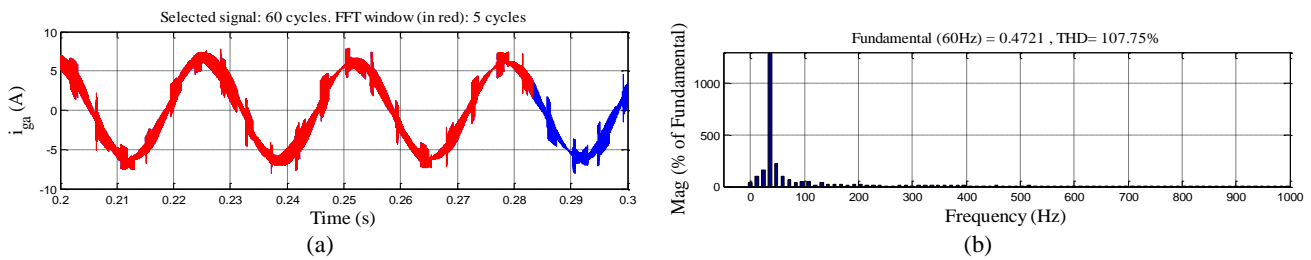 Selected signal: 60 cycles. FFT window (in red): 5 cycles
10
5
0
-5
-10
i_ga (A)
0.2 0.21 0.22 0.23 0.24 0.25 0.26 0.27 0.28 0.29 0.3
Time (s)
(a)
Fundamental (60Hz) = 0.4721 , THD= 107.75%
1000
500
0
Mag (% of Fundamental)
0 100 200 300 400 500 600 700 800 900 1000
Frequency (Hz)
(b)